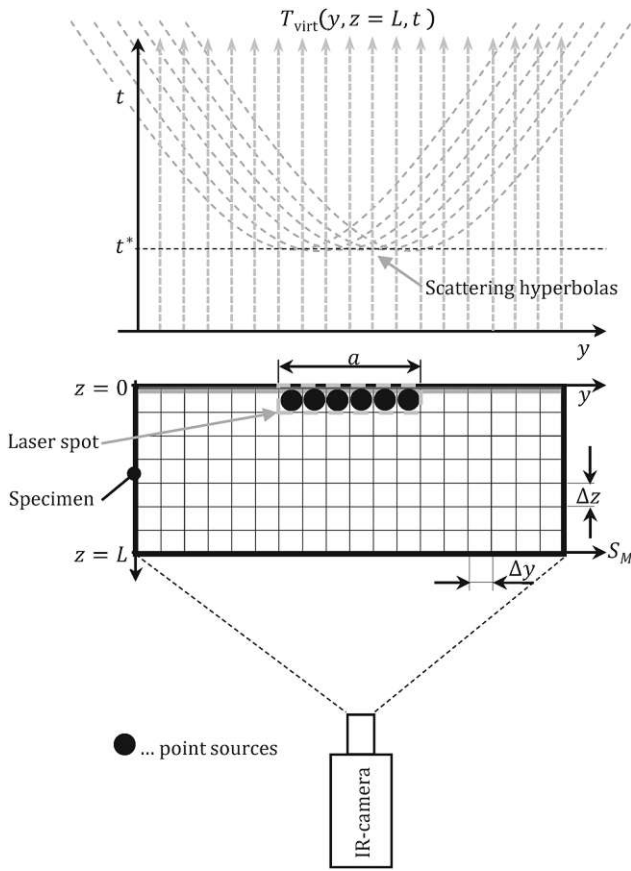 T_virt(y, z = L, t)
t
t*
Scattering hyperbolas
y
a
z = 0
y
Laser spot
Specimen
Δz
z = L
S_M
Δy
... point sources
IR-camera